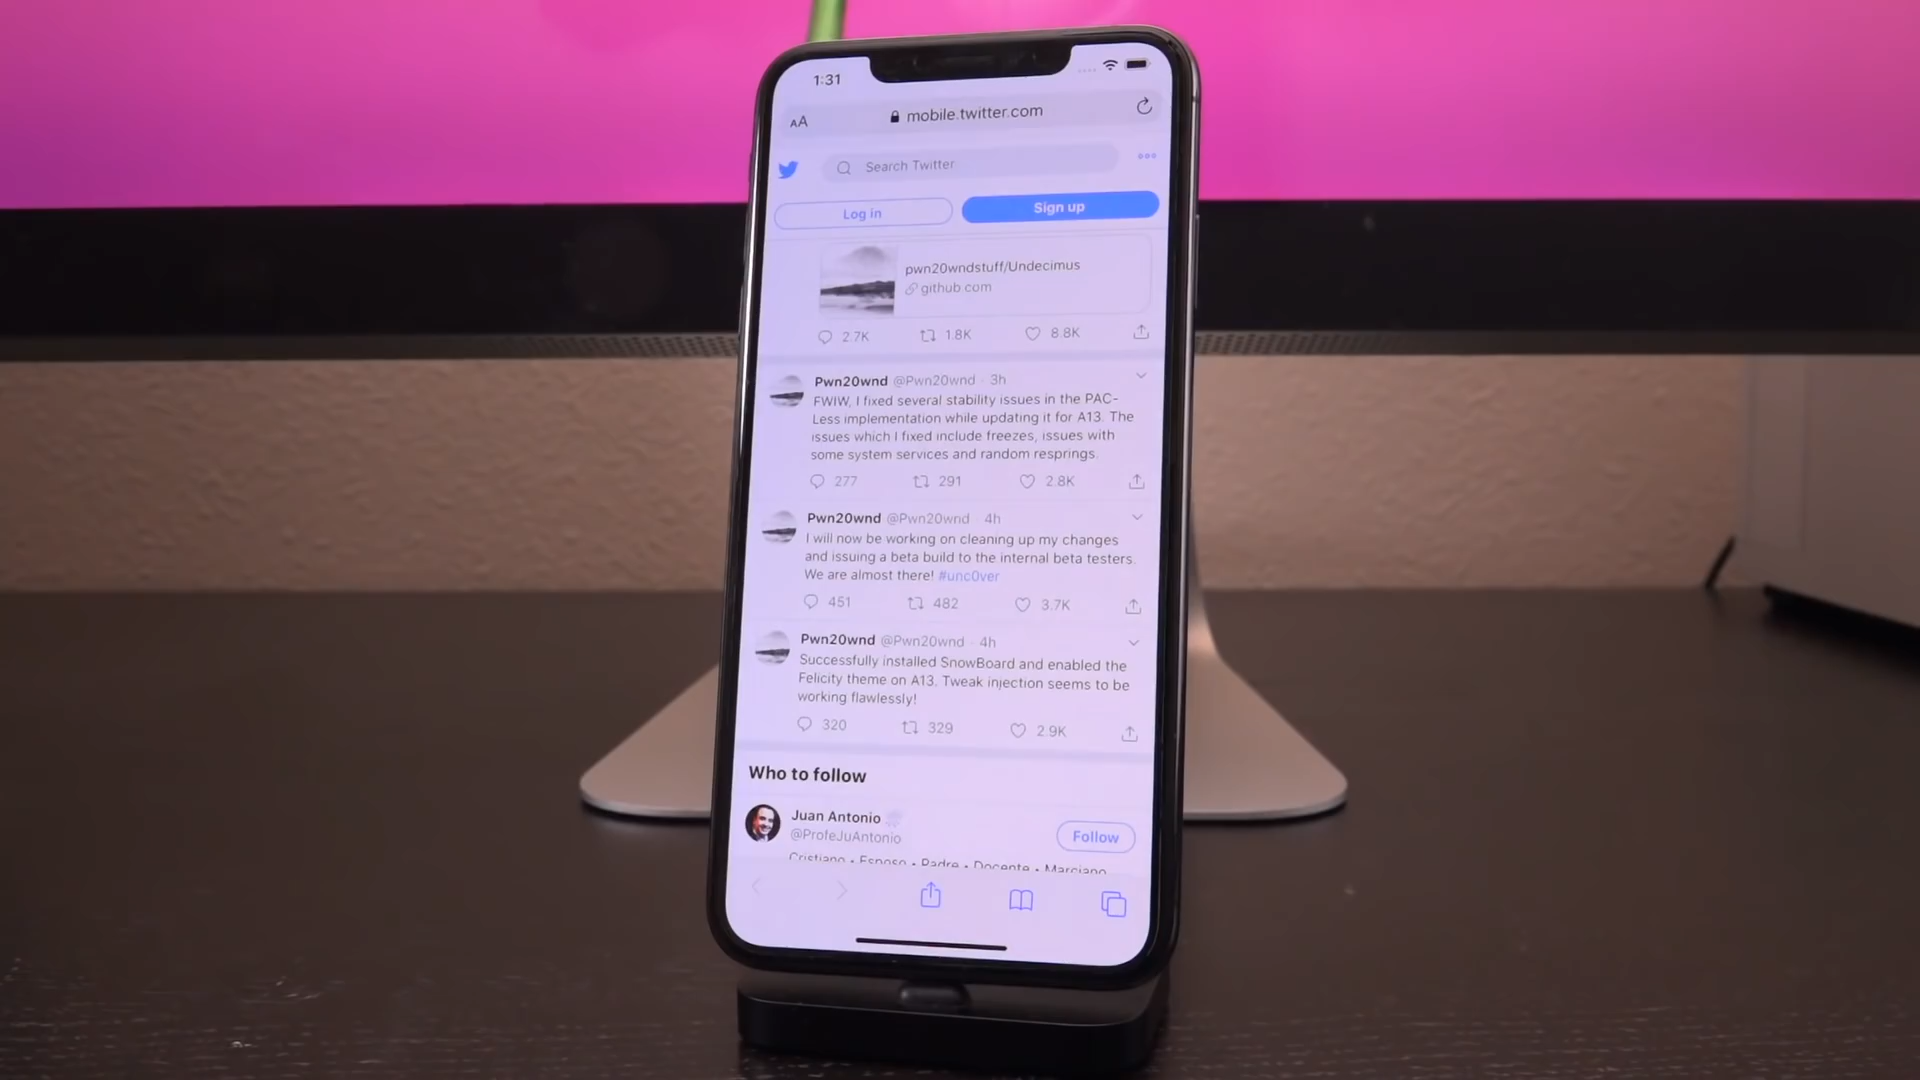 1:31
AA mobile.twitter.com
Search Twitter
Log in Sign up
pwn20wndstuff/Undecimus
github.com
2.7K 1.8K 8.8K
Pwn20wnd @Pwn20wnd · 3h
FWIW, I fixed several stability issues in the PAC-
Less implementation while updating it for A13. The
issues which I fixed include freezes, issues with
some system services and random resprings.
277 291 2.8K
Pwn20wnd @Pwn20wnd · 4h
I will now be working on cleaning up my changes
and issuing a beta build to the internal beta testers.
We are almost there! #unc0ver
451 482 3.7K
Pwn20wnd @Pwn20wnd · 4h
Successfully installed SnowBoard and enabled the
Felicity theme on A13. Tweak injection seems to be
working flawlessly!
320 329 2.9K
Who to follow
Juan Antonio
@ProfeJuAntonio
Follow
Cristiano • Esposo • Padre • Docente • Marciano